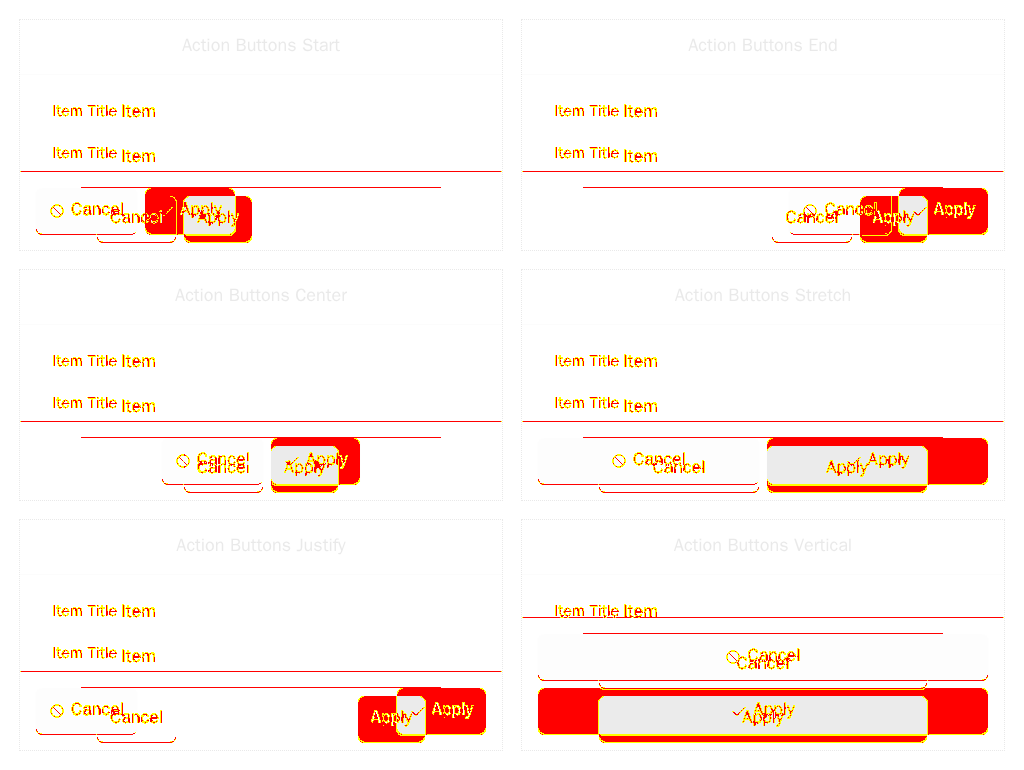 Action Buttons Start
Item Title Item
Item Title Item
Cancel Cancel Apply Apply
Action Buttons End
Item Title Item
Item Title Item
Cancel Cancel Apply Apply
Action Buttons Center
Item Title Item
Item Title Item
Cancel Cancel Apply Apply
Action Buttons Stretch
Item Title Item
Item Title Item
Cancel Cancel Apply Apply
Action Buttons Justify
Item Title Item
Item Title Item
Cancel Cancel Apply Apply
Action Buttons Vertical
Item Title Item
Cancel
Cancel
Apply
Apply